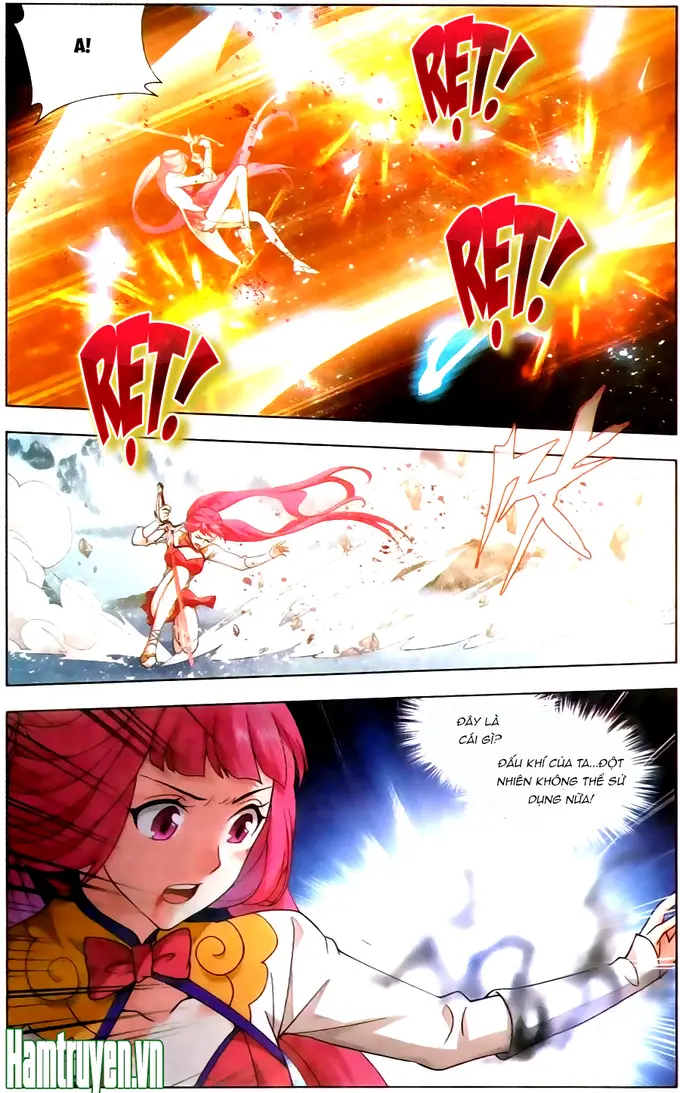 A!
RẸT!
RẸT!
RẸT!
ĐÂY LÀ
CÁI GÌ?
ĐẤU KHÍ CỦA TA...ĐỘT
NHIÊN KHÔNG THỂ SỬ
DỤNG NỮA!
Hamtruyen.vn